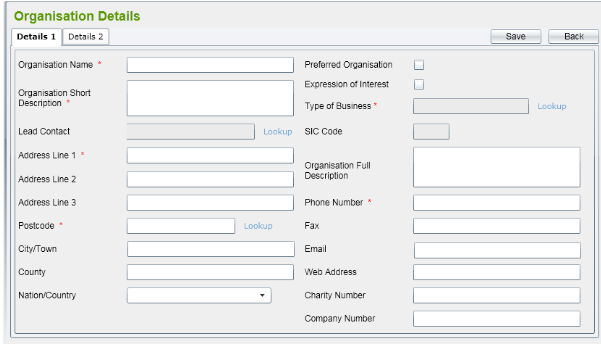 Organisation Details
Details 1
Details 2
Save
Back
Organisation Name *
Organisation Short
Description *
Lead Contact
Lookup
Address Line 1 *
Address Line 2
Address Line 3
Postcode *
Lookup
City/Town
County
Nation/Country
Preferred Organisation
Expression of Interest
Type of Business *
Lookup
SIC Code
Organisation Full
Description
Phone Number *
Fax
Email
Web Address
Charity Number
Company Number